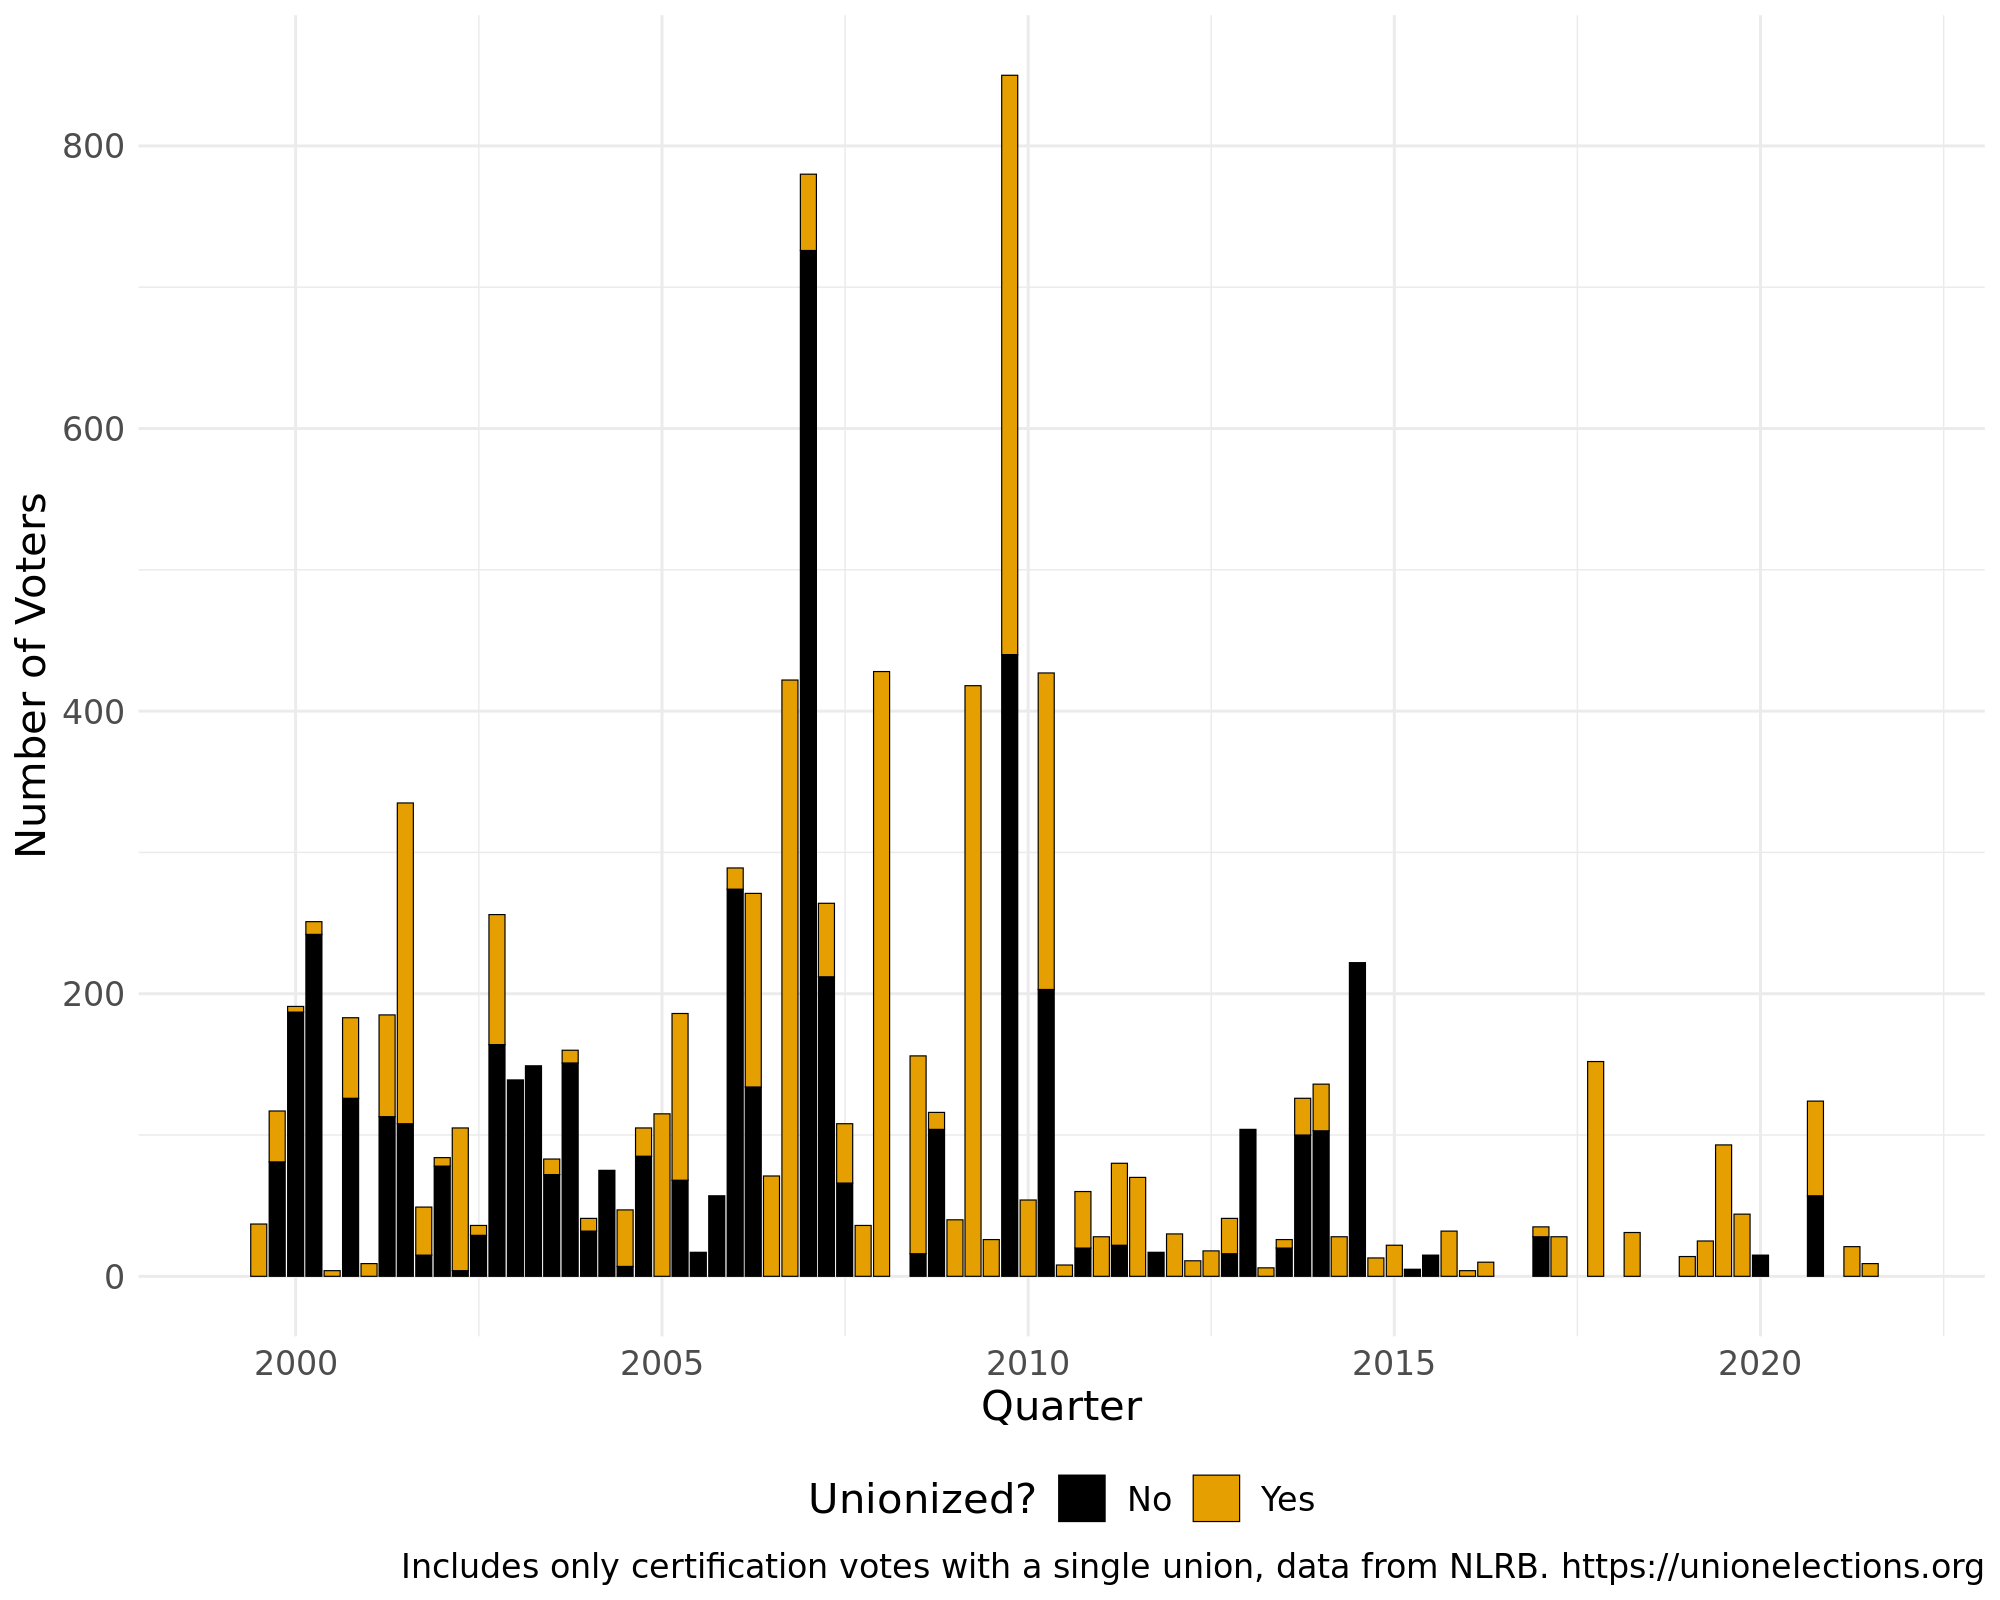 800
600
400
200
0
Number of Voters
2000 2005 2010 2015 2020
Quarter
Unionized? No Yes
Includes only certification votes with a single union, data from NLRB. https://unionelections.org